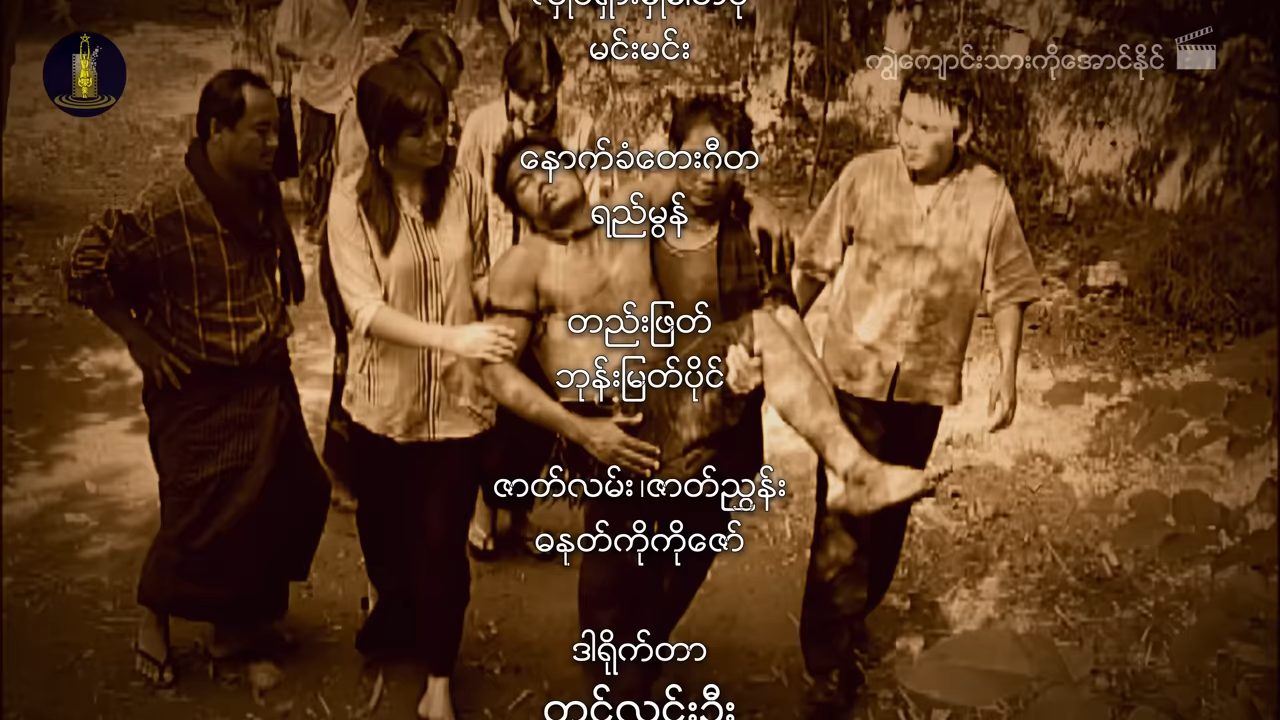 မင်းမင်း
ကျွဲကျောင်းသားကိုအောင်နိုင်
နောက်ခံတေးဂီတ
ရည်မွန်
တည်းဖြတ်
ဘုန်းမြတ်ပိုင်
ဇာတ်လမ်း၊ဇာတ်ညွှန်း
ဓနတ်ကိုကိုဇော်
ဒါရိုက်တာ
တင်လင်းဦး